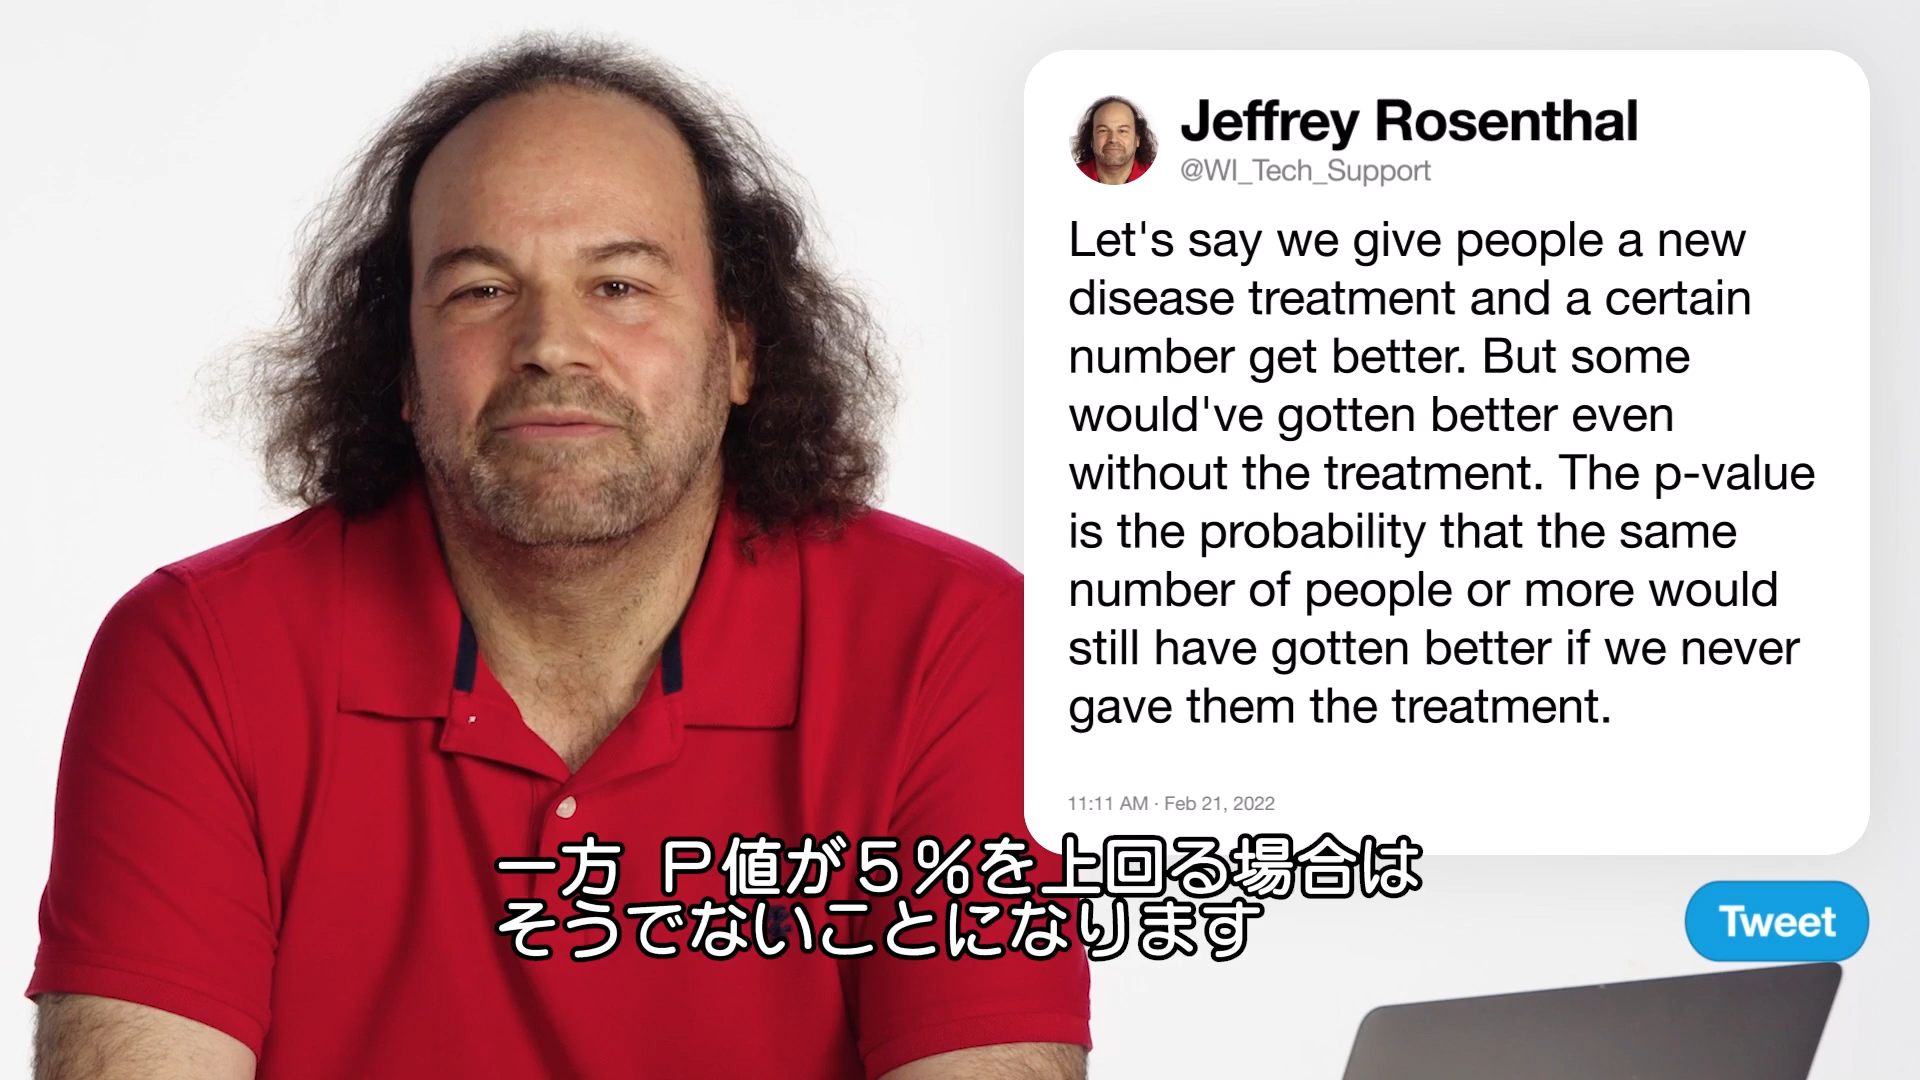 Jeffrey Rosenthal
@WI_Tech_Support
Let's say we give people a new
disease treatment and a certain
number get better. But some
would've gotten better even
without the treatment. The p-value
is the probability that the same
number of people or more would
still have gotten better if we never
gave them the treatment.
11:11 AM · Feb 21, 2022
一方 Ｐ値が５％を上回る場合は
そうでないことになります
Tweet